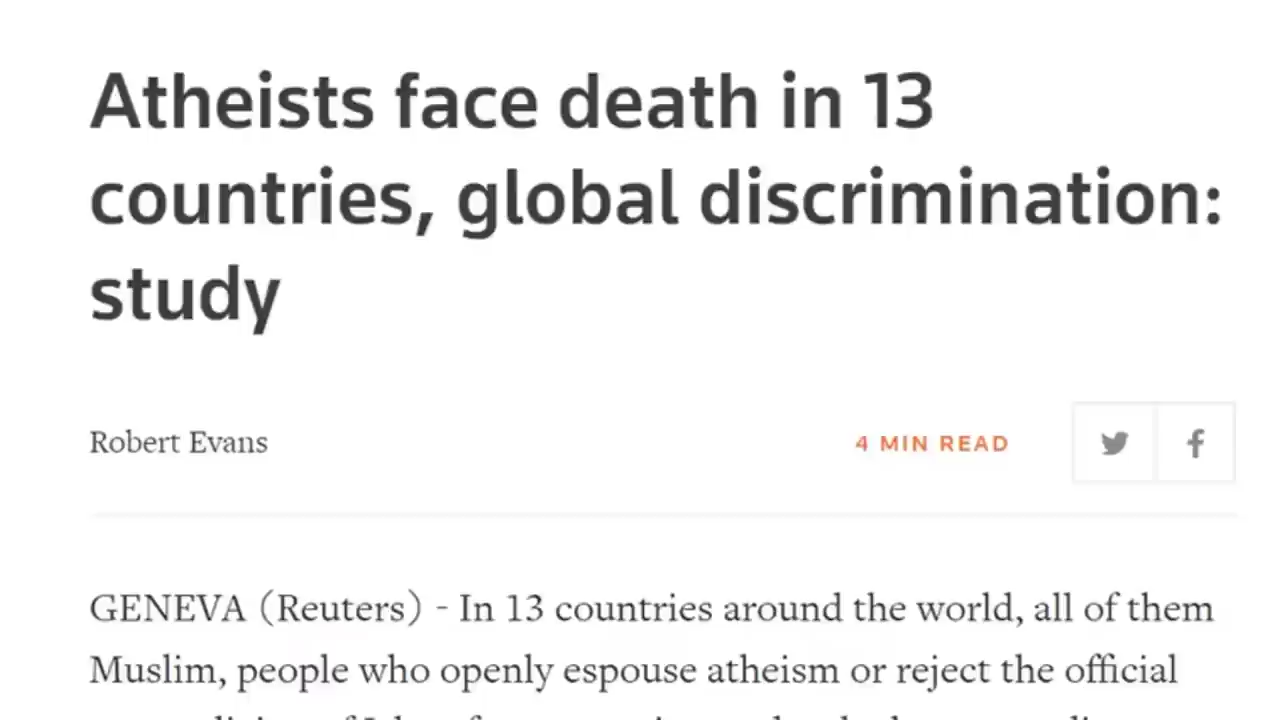 Atheists face death in 13
countries, global discrimination:
study
Robert Evans
4 MIN READ
GENEVA (Reuters) - In 13 countries around the world, all of them
Muslim, people who openly espouse atheism or reject the official